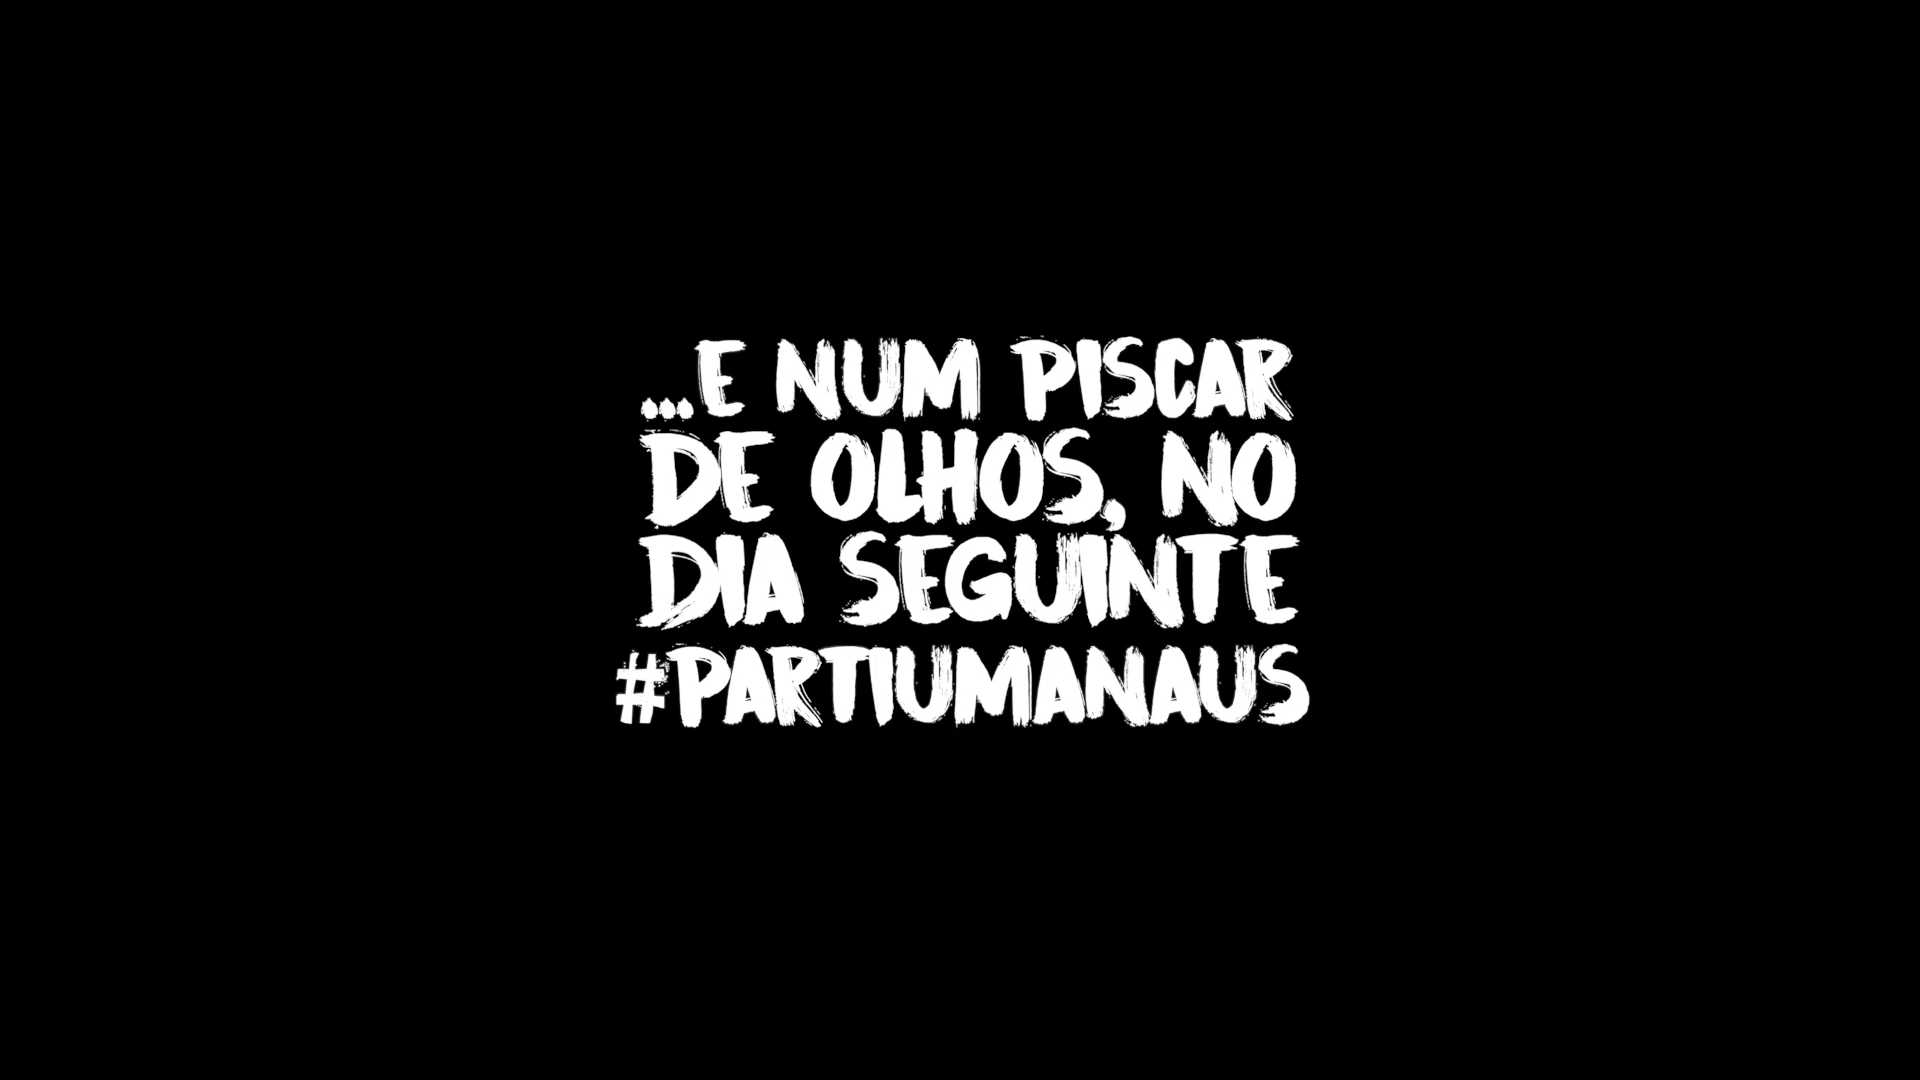 ...E NUM PISCAR
DE OLHOS, NO
DIA SEGUINTE
#PARTIUMANAUS